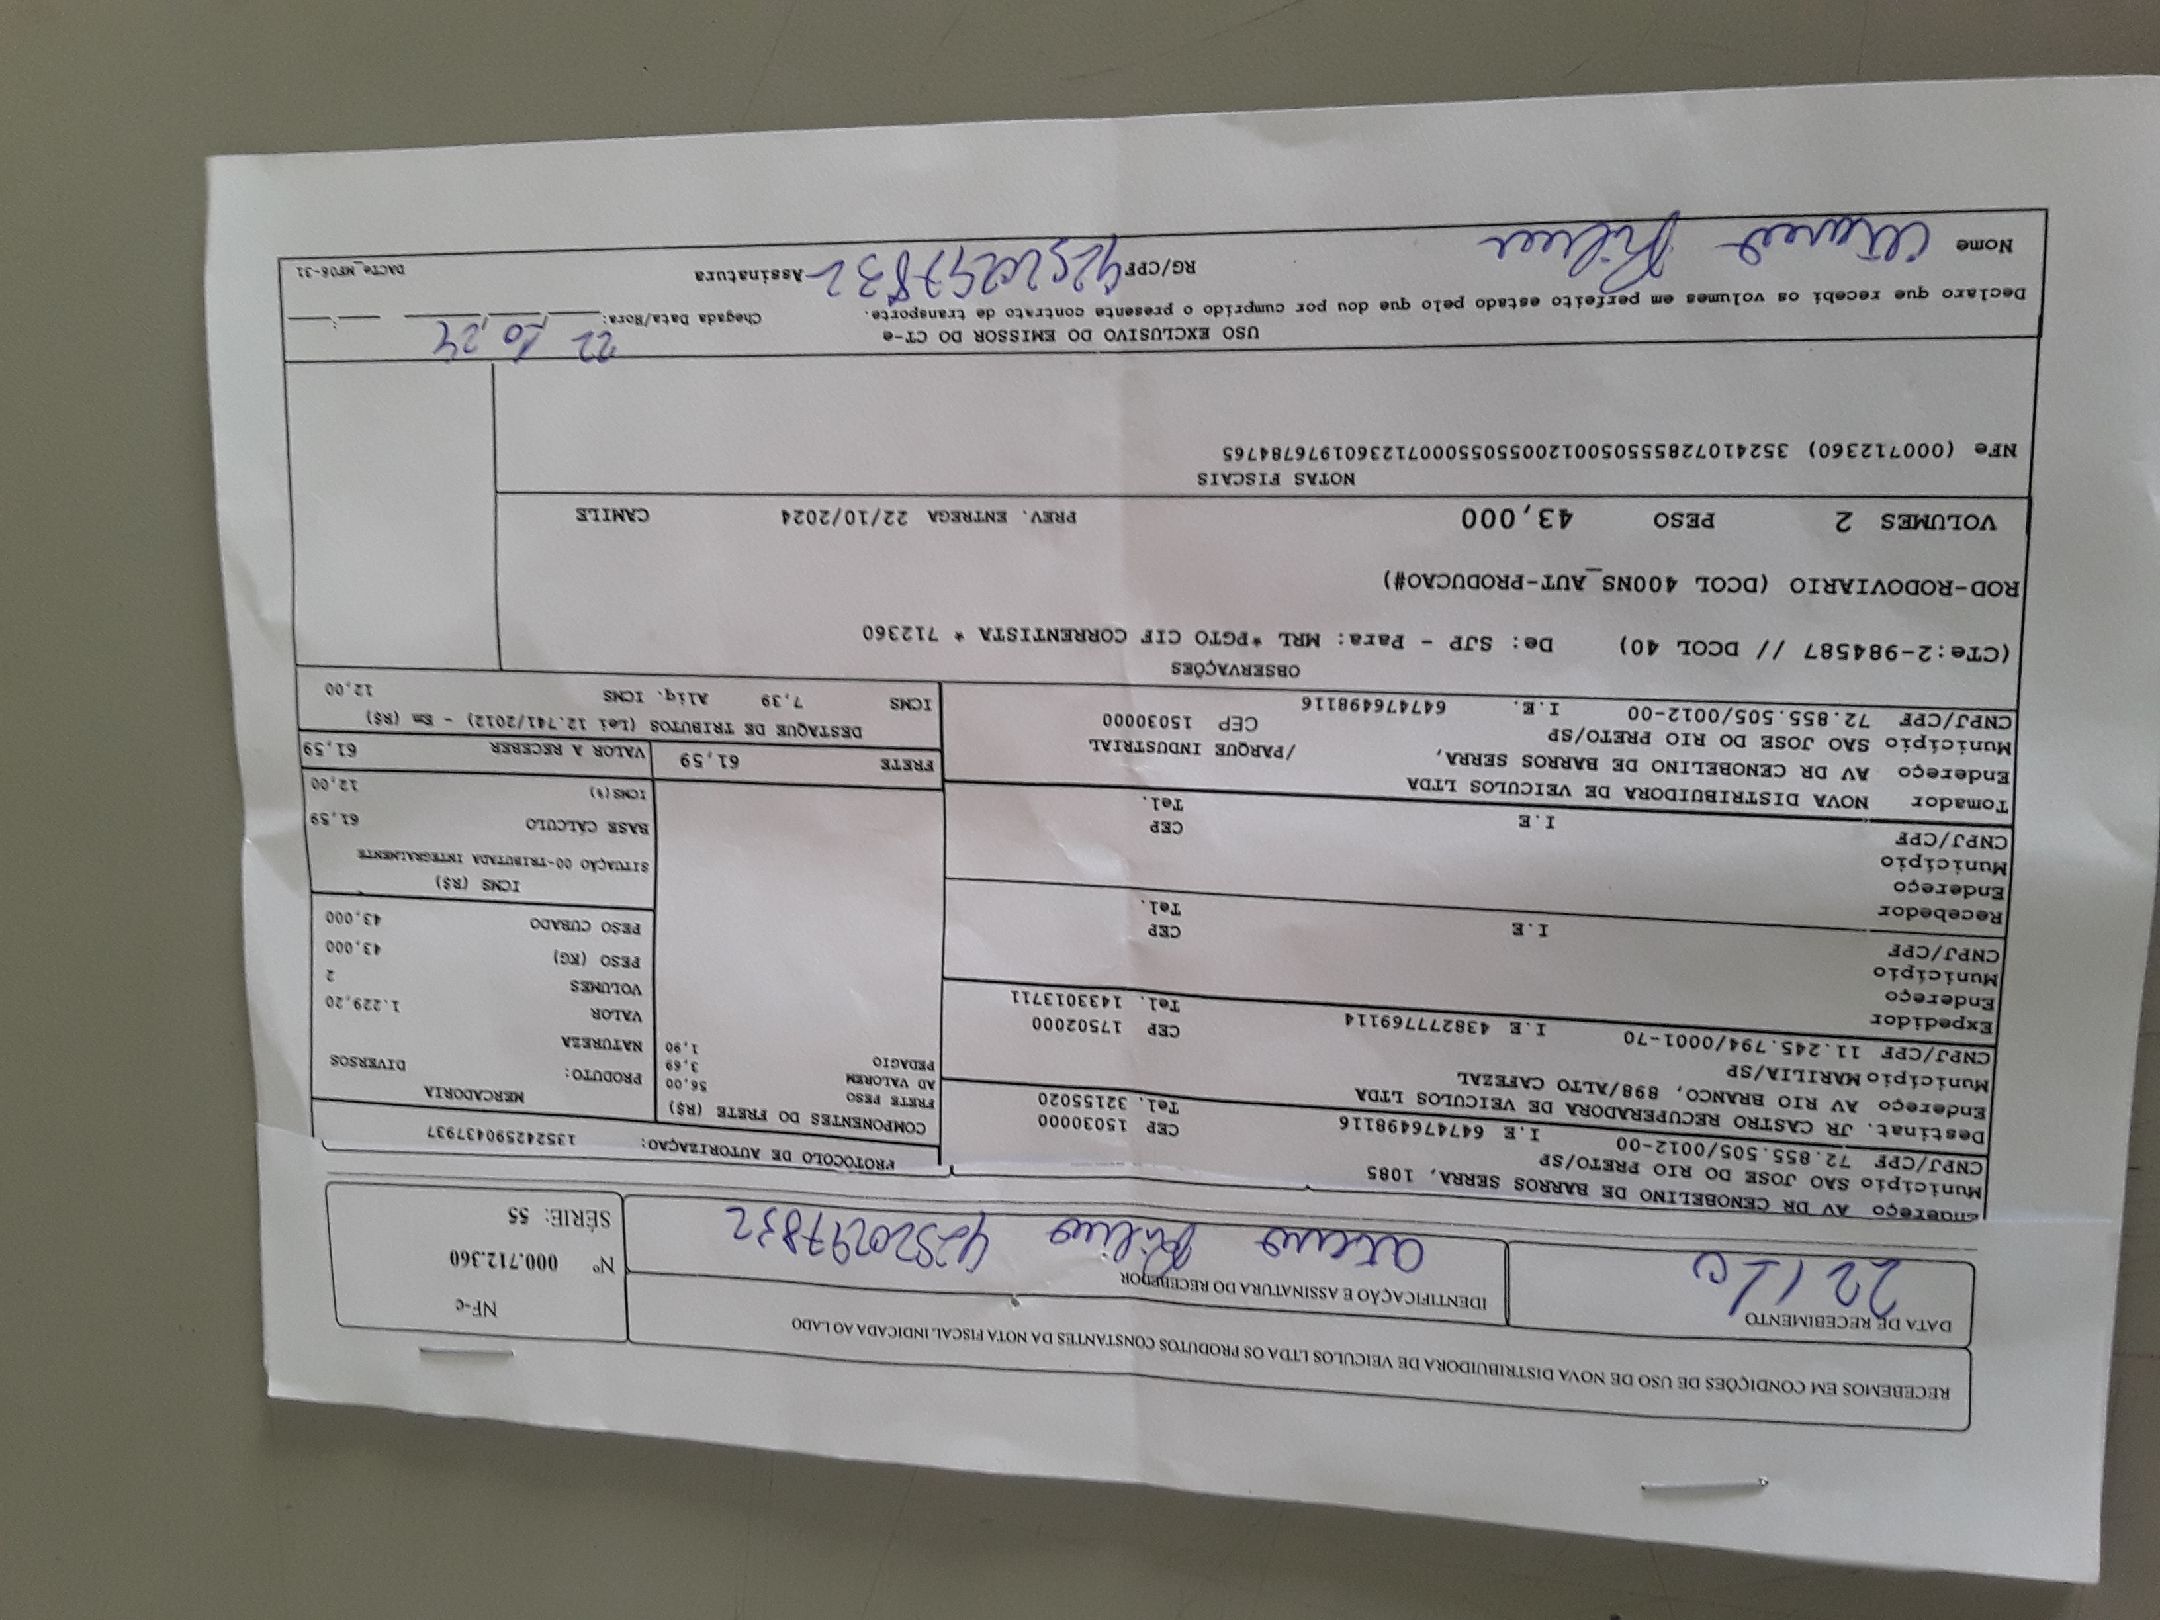 RECEBEMOS EM CONDIÇÕES DE USO DE NOVA DISTRIBUIDORA DE VEICULOS LTDA OS PRODUTOS CONSTANTES DA NOTA FISCAL INDICADA AO LADO
NF-e
Nº 000.712.360
SÉRIE: 55
DATA DE RECEBIMENTO
22/10
IDENTIFICAÇÃO E ASSINATURA DO RECEBEDOR
42520297832
Endereço AV DR CENOBELINO DE BARROS SERRA, 1085
Município SAO JOSE DO RIO PRETO/SP CEP 15030000
CNPJ/CPF 72.855.505/0012-00 I.E 647476498116 Tel. 32155020
Destinat. JR CASTRO RECUPERADORA DE VEICULOS LTDA
Endereço AV RIO BRANCO, 898/ALTO CAFEZAL
Município MARILIA/SP CEP 17502000
CNPJ/CPF 11.245.794/0001-70 I.E 438277769114 Tel. 1433013711
Expedidor
Endereço
Município CEP
CNPJ/CPF I.E Tel.
Recebedor
Endereço
Município CEP
CNPJ/CPF I.E Tel.
Tomador NOVA DISTRIBUIDORA DE VEICULOS LTDA
Endereço AV DR CENOBELINO DE BARROS SERRA, /PARQUE INDUSTRIAL
Município SAO JOSE DO RIO PRETO/SP CEP 15030000
CNPJ/CPF 72.855.505/0012-00 I.E. 647476498116
PROTOCOLO DE AUTORIZAÇAO: 135242590437937
COMPONENTES DO FRETE (R$)
FRETE PESO 56,00
AD VALOREM 3,69
PEDAGIO 1,90
MERCADORIA
PRODUTO: DIVERSOS
NATUREZA
VALOR 1.229,20
VOLUMES 2
PESO (KG) 43,000
PESO CUBADO 43,000
ICMS (R$)
SITUAÇÃO 00-TRIBUTADA INTEGRALMENTE
BASE CÁLCULO 61,59
ICMS(%) 12,00
FRETE 61,59 VALOR A RECEBER 61,59
DESTAQUE DE TRIBUTOS (Lei 12.741/2012) - Em (R$)
ICMS 7,39 Aliq. ICMS 12,00
OBSERVAÇÕES
(CTe:2-984587 // DCOL 40) De: SJP - Para: MRL *PGTO CIF CORRENTISTA * 712360
ROD-RODOVIARIO (DCOL 400NS_AUT-PRODUCAO#)
VOLUMES 2 PESO 43,000 PREV. ENTREGA 22/10/2024 CAMILE
NOTAS FISCAIS
NFe (000712360) 35241072855505001200550550007123601976784765
USO EXCLUSIVO DO EMISSOR DO CT-e
Declaro que recebi os volumes em perfeito estado pelo que dou por cumprido o presente contrato de transporte. Chegada Data/Hora: 22 10 24 :
Nome RG/CPF 42520297832 Assinatura
DACTe_MF06-31